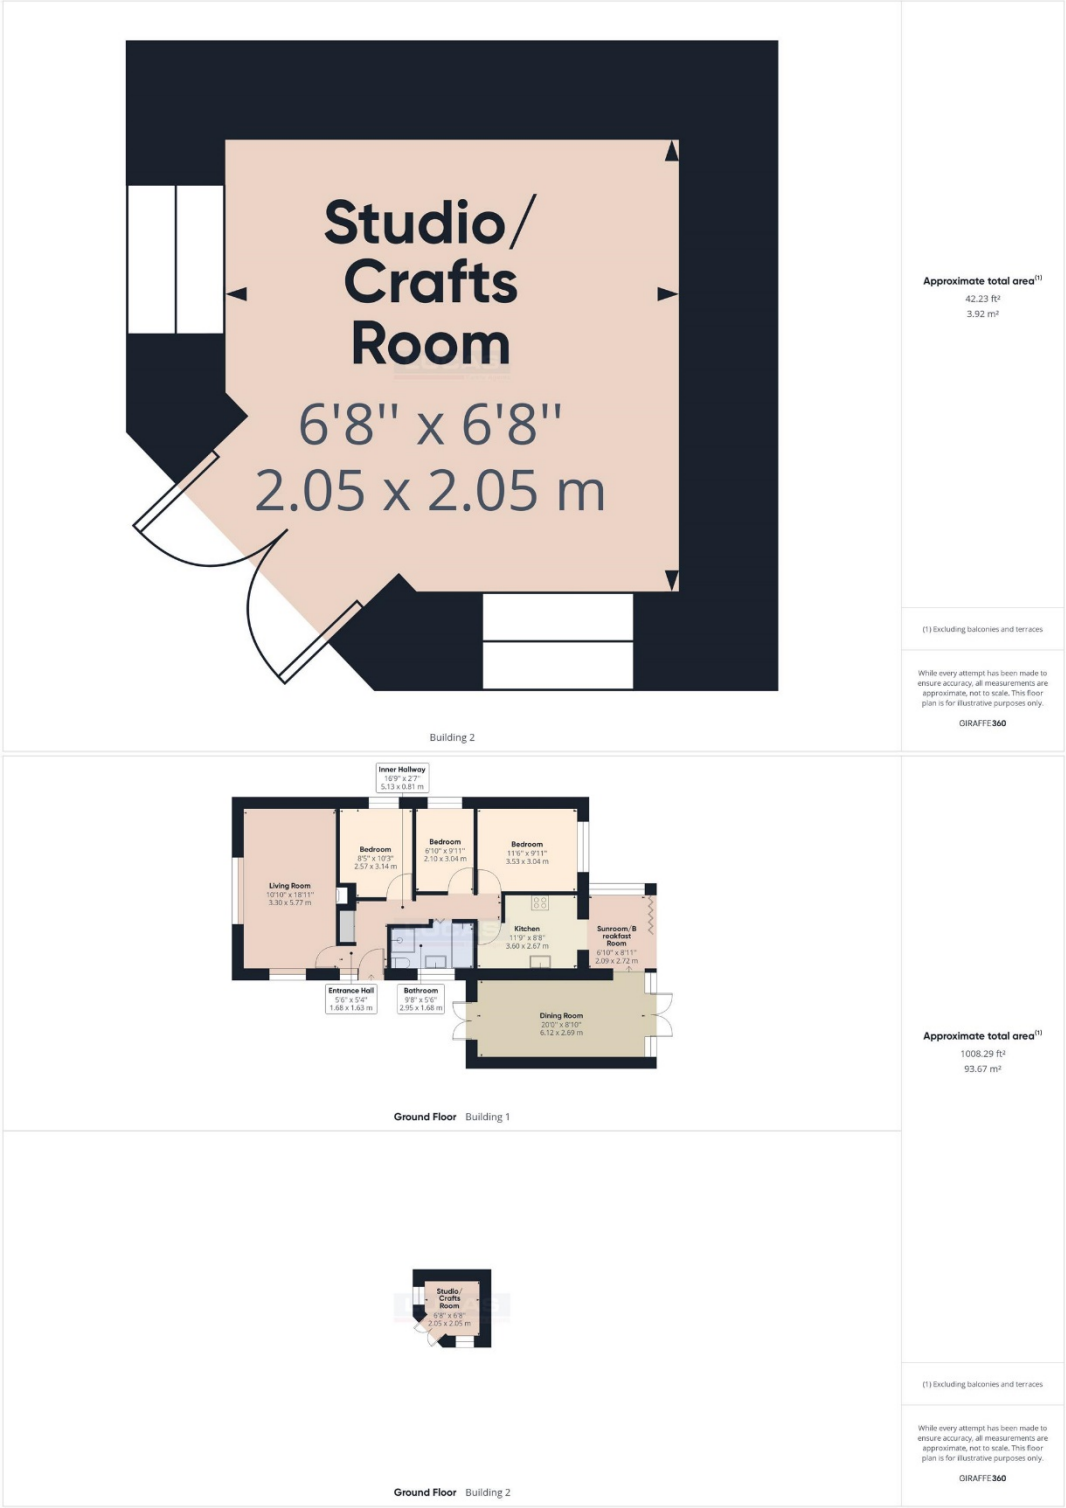 Studio/
Crafts
Room
6'8'' x 6'8''
2.05 x 2.05 m
Building 2
Approximate total area(1)
42.23 ft²
3.92 m²
(1) Excluding balconies and terraces
While every attempt has been made to
ensure accuracy, all measurements are
approximate, not to scale. This floor
plan is for illustrative purposes only.
GIRAFFE360
Inner Hallway
16'9" x 2'7"
5.13 x 0.81 m
Living Room
10'10" x 18'11"
3.30 x 5.77 m
Bedroom
8'5" x 10'3"
2.57 x 3.14 m
Bedroom
6'10" x 9'11"
2.10 x 3.04 m
Bedroom
11'6" x 9'11"
3.53 x 3.04 m
Kitchen
11'9" x 8'8"
3.60 x 2.67 m
Sunroom/B
reakfast
Room
6'10" x 8'11"
2.09 x 2.72 m
Entrance Hall
5'6" x 5'4"
1.68 x 1.63 m
Bathroom
9'8" x 5'6"
2.95 x 1.68 m
Dining Room
20'0" x 8'10"
6.12 x 2.69 m
Ground Floor Building 1
Approximate total area(1)
1008.29 ft²
93.67 m²
Studio/
Crafts
Room
6'8" x 6'8"
2.05 x 2.05 m
Ground Floor Building 2
(1) Excluding balconies and terraces
While every attempt has been made to
ensure accuracy, all measurements are
approximate, not to scale. This floor
plan is for illustrative purposes only.
GIRAFFE360